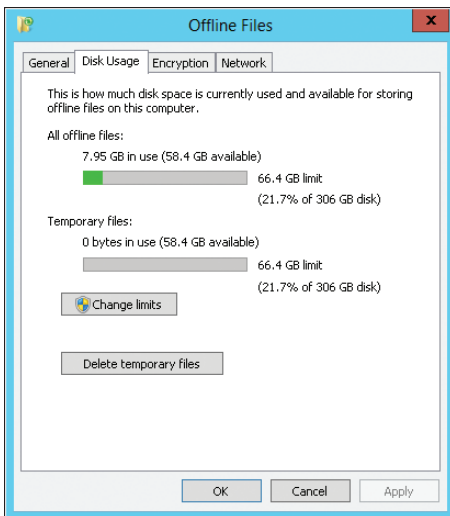 Offline Files
x
General Disk Usage Encryption Network
This is how much disk space is currently used and available for storing
offline files on this computer.
All offline files:
7.95 GB in use (58.4 GB available)
66.4 GB limit
(21.7% of 306 GB disk)
Temporary files:
0 bytes in use (58.4 GB available)
66.4 GB limit
(21.7% of 306 GB disk)
Change limits
Delete temporary files
OK Cancel Apply